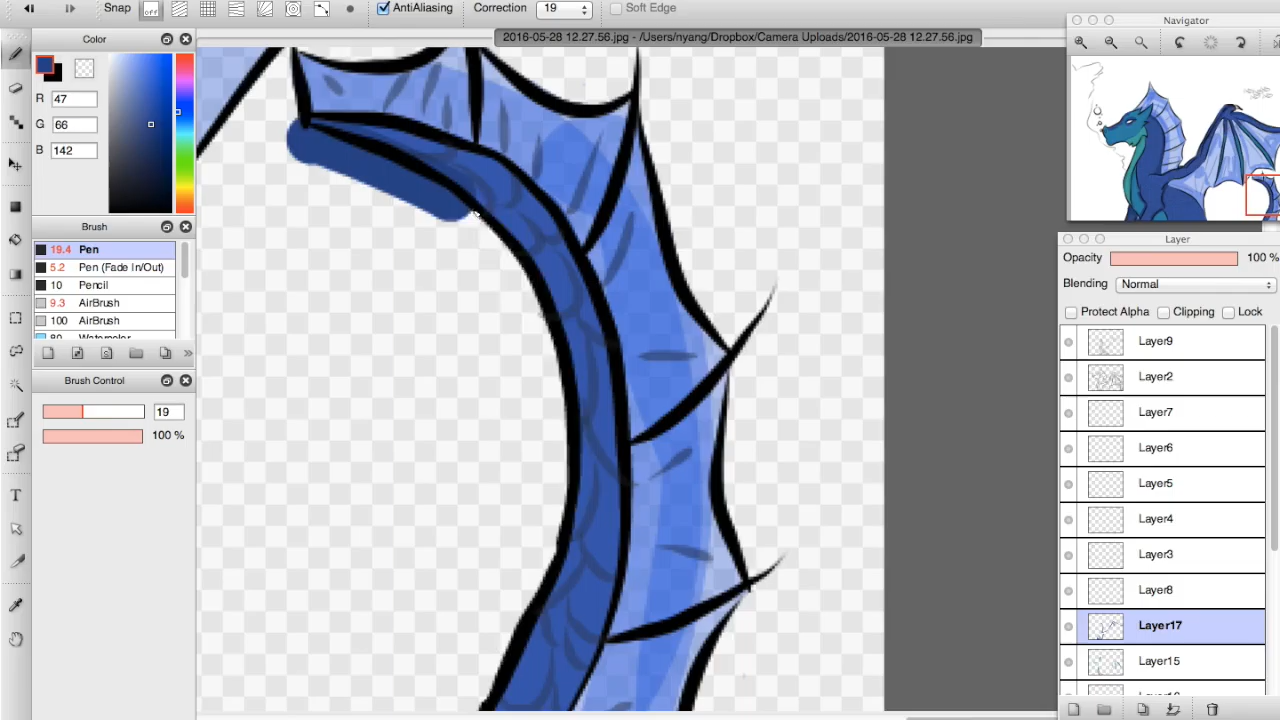 Snap
off
AntiAliasing
Correction
19
Soft Edge
2016-05-28 12.27.56.jpg - /Users/nyang/Dropbox/Camera Uploads/2016-05-28 12.27.56.jpg
Navigator
Color
R 47
G 66
B 142
Brush
19.4 Pen
5.2 Pen (Fade In/Out)
10 Pencil
9.3 AirBrush
100 AirBrush
Brush Control
19
100 %
T
Layer
Opacity 100 %
Blending Normal
Protect Alpha Clipping Lock
Layer9
Layer2
Layer7
Layer6
Layer5
Layer4
Layer3
Layer8
Layer17
Layer15